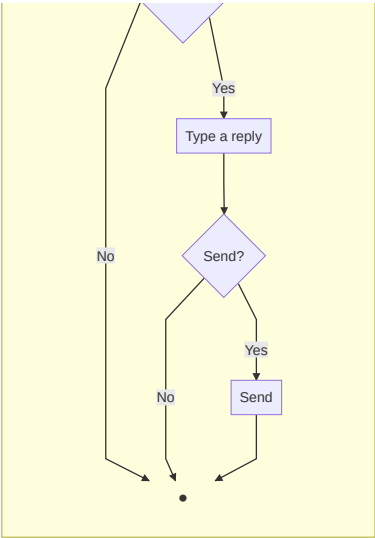 Yes
Type a reply
Send?
No
Yes
No
Send